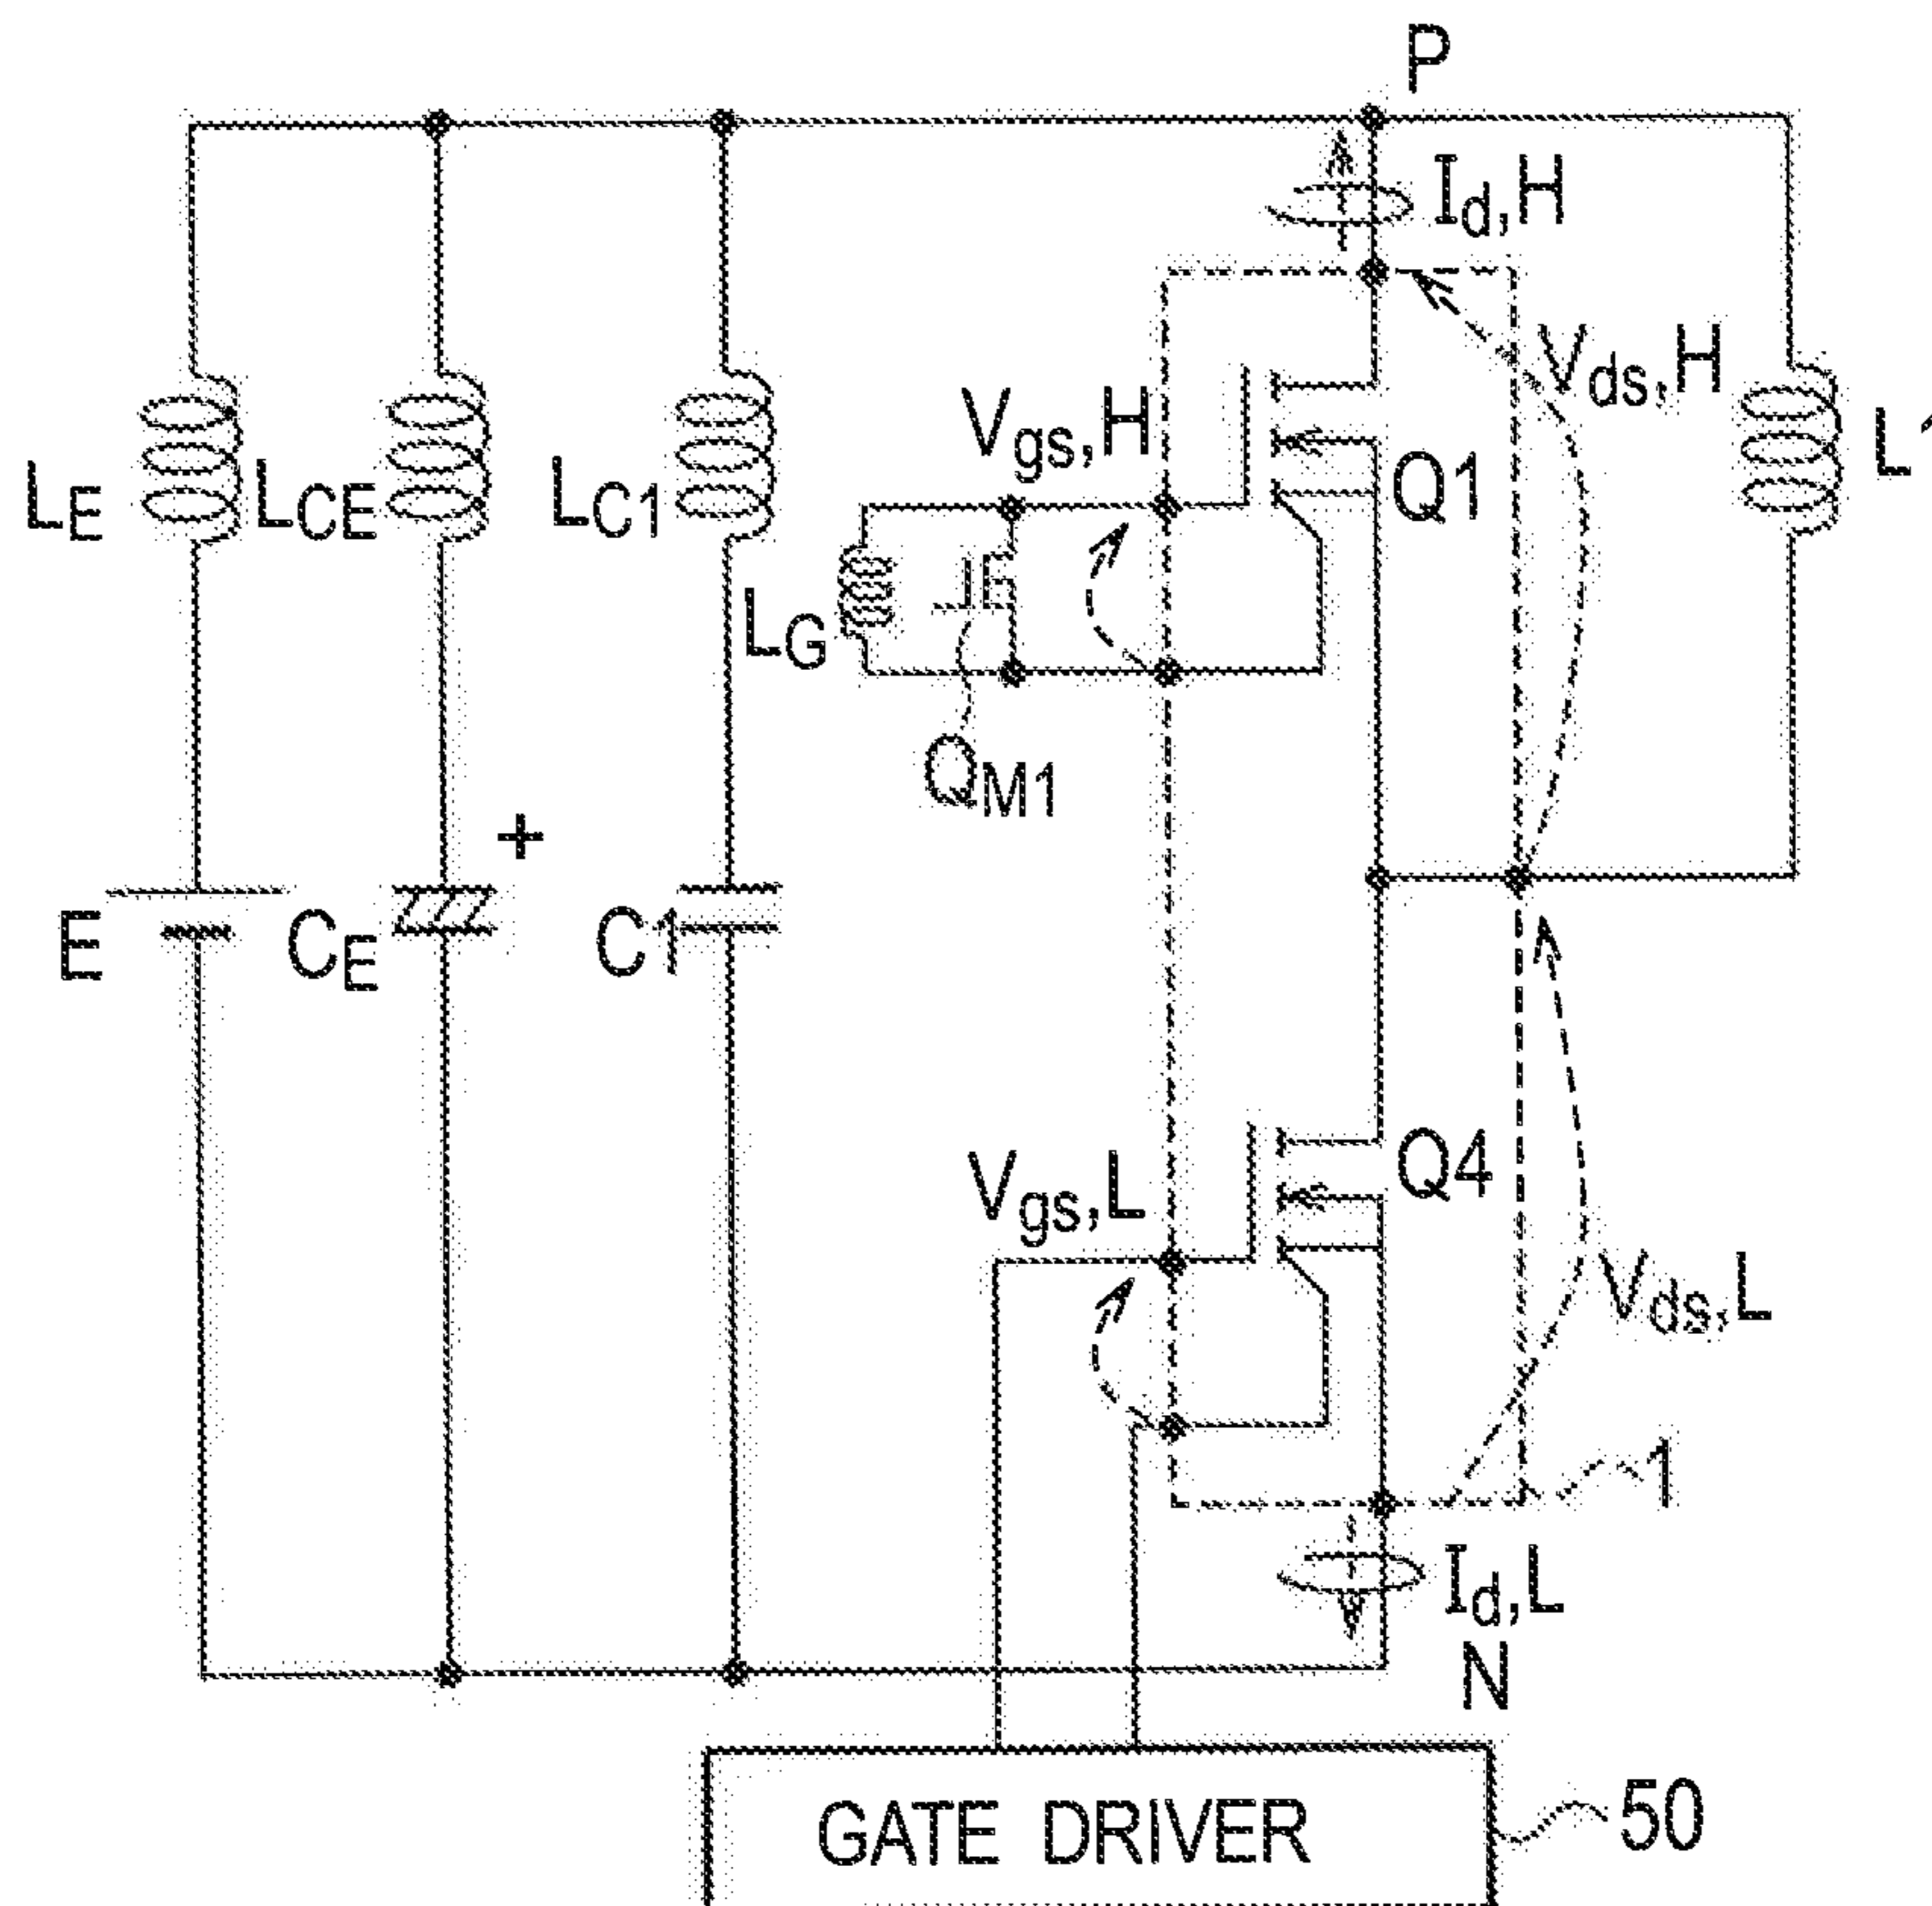 P
Id,H
Vds,H
Vgs,H
Q1
L1
LE
LCE
LC1
LG
QM1
+
E
CE
C1
Q4
Vgs,L
Vds,L
1
Id,L
N
GATE DRIVER
50